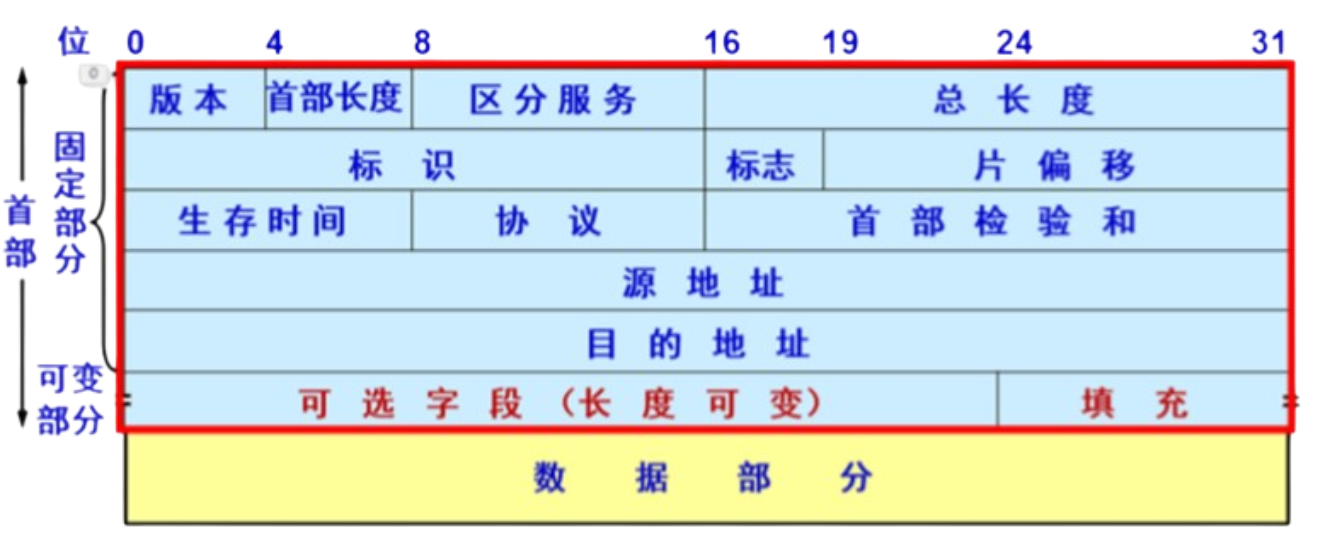 位 0 4 8 16 19 24 31
0
版本 首部长度 区分服务 总长度
标识 标志 片偏移
生存时间 协议 首部检验和
源地址
目的地址
可选字段（长度可变） 填充
数据部分
首部
固定部分
可变
部分